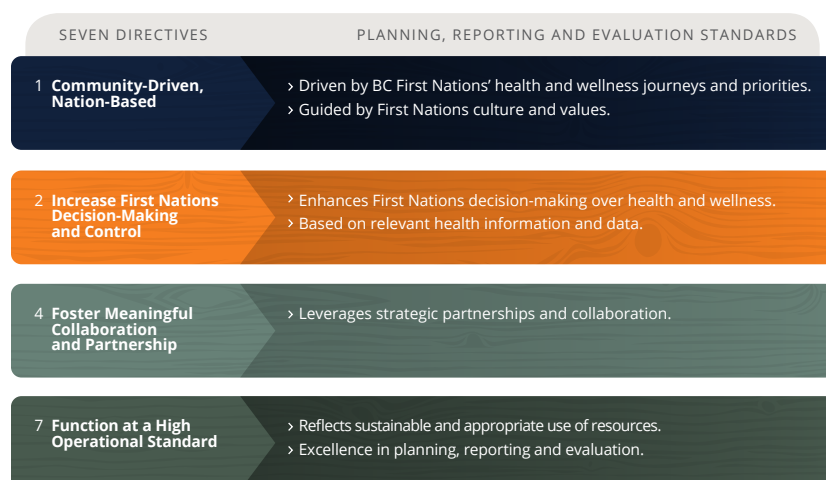 SEVEN DIRECTIVES
PLANNING, REPORTING AND EVALUATION STANDARDS
1 Community-Driven,
Nation-Based
› Driven by BC First Nations’ health and wellness journeys and priorities.
› Guided by First Nations culture and values.
2 Increase First Nations
Decision-Making
and Control
› Enhances First Nations decision-making over health and wellness.
› Based on relevant health information and data.
4 Foster Meaningful
Collaboration
and Partnership
› Leverages strategic partnerships and collaboration.
7 Function at a High
Operational Standard
› Reflects sustainable and appropriate use of resources.
› Excellence in planning, reporting and evaluation.